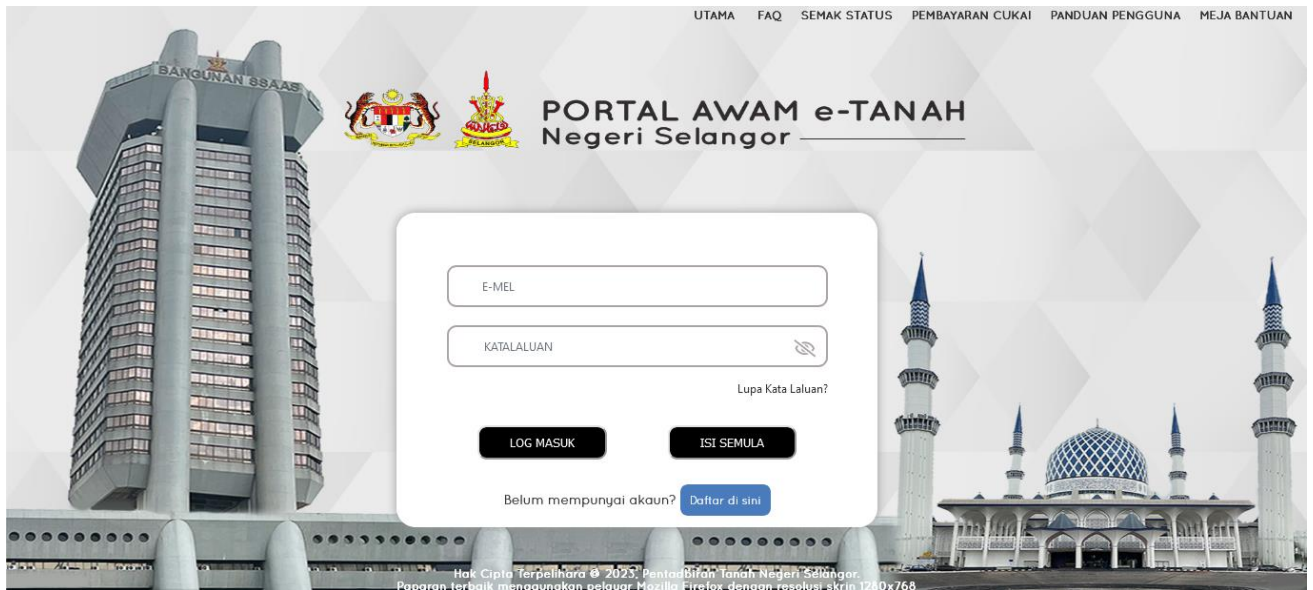 UTAMA FAQ SEMAK STATUS PEMBAYARAN CUKAI PANDUAN PENGGUNA MEJA BANTUAN
BANGUNAN SSAAS
PORTAL AWAM e-TANAH
Negeri Selangor
SELANGOR
E-MEL
KATALALUAN
Lupa Kata Laluan?
LOG MASUK ISI SEMULA
Belum mempunyai akaun? Daftar di sini
Hak Cipta Terpelihara @ 2023, Pentadbiran Tanah Negeri Selangor.
Paparan terbaik menggunakan pelayar Mozilla Firefox dengan resolusi skrin 1280x768